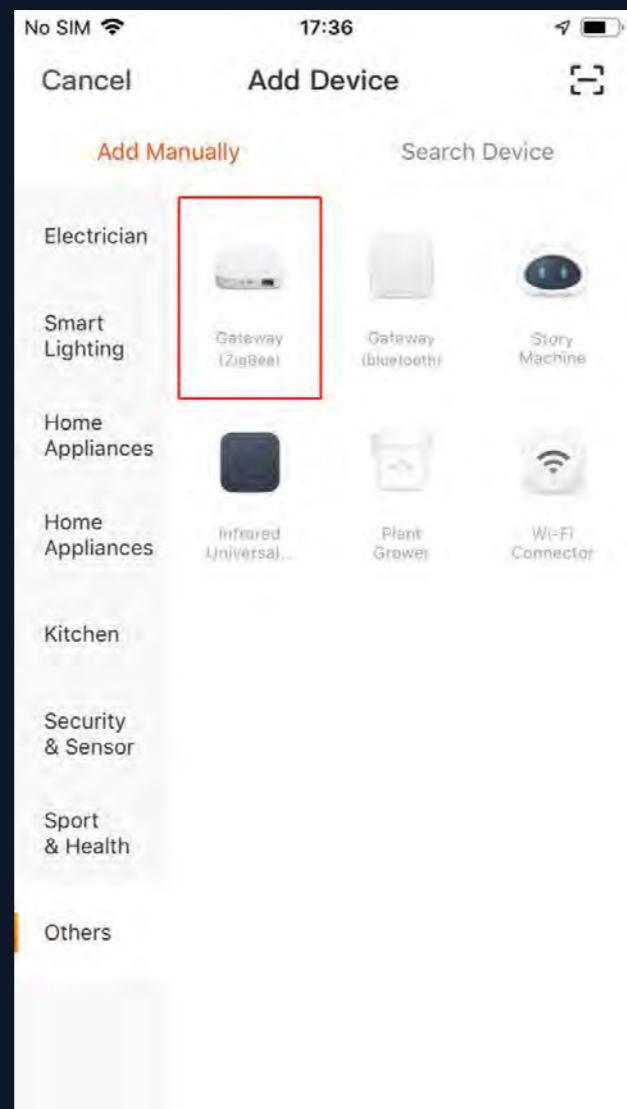 No SIM 17:36
Cancel Add Device
Add Manually Search Device
Electrician
Smart
Lighting
Home
Appliances
Home
Appliances
Kitchen
Security
& Sensor
Sport
& Health
Others
Gateway
(ZigBee)
Gateway
(bluetooth)
Story
Machine
Infrared
Universal...
Plant
Grower
Wi-Fi
Connector